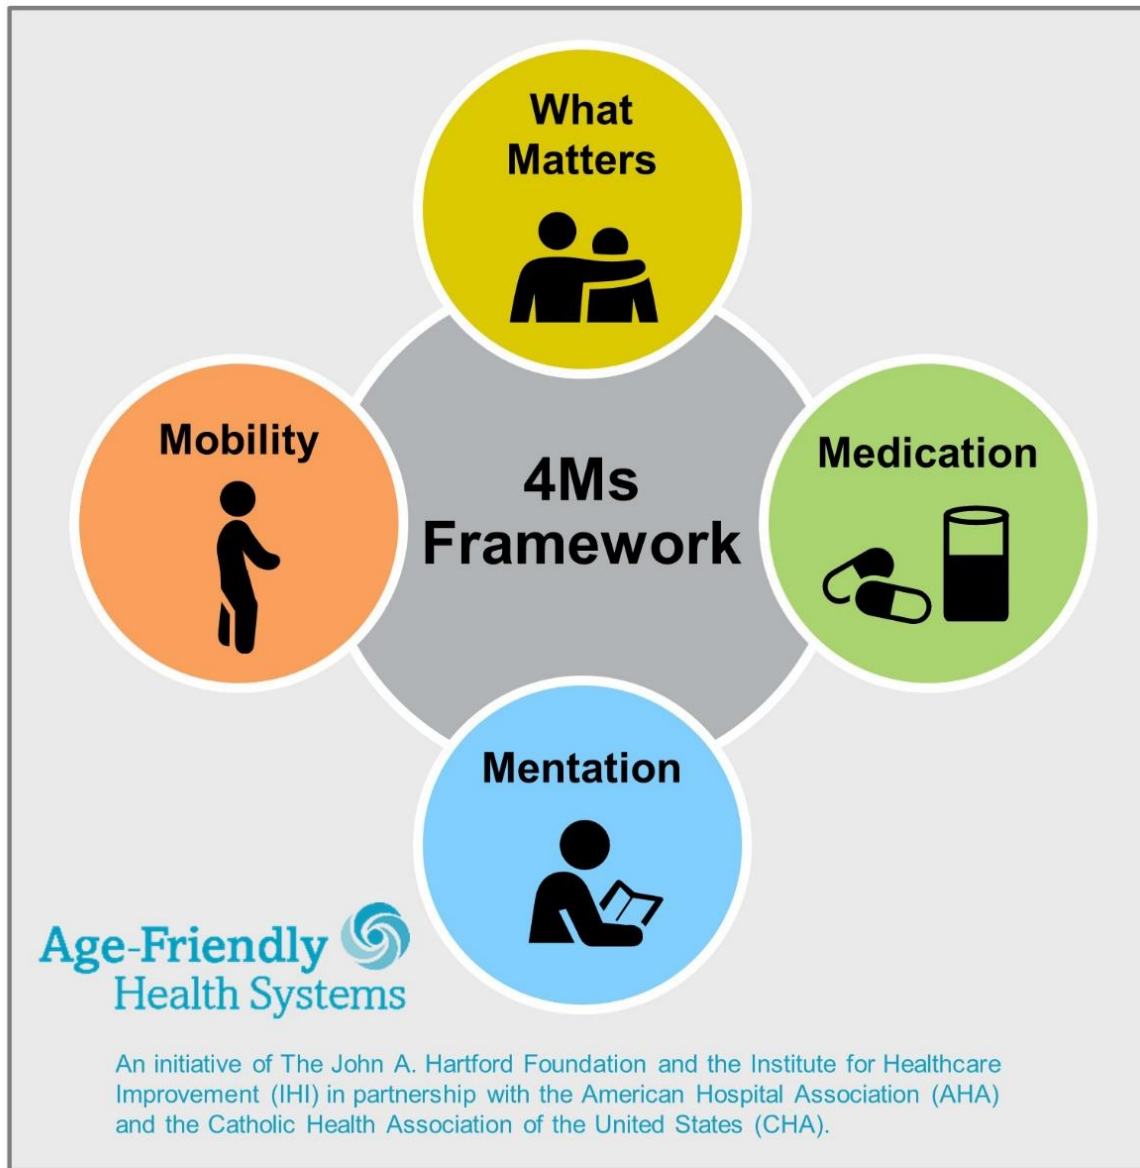 What
Matters
Mobility
4Ms
Framework
Medication
Mentation
Age-Friendly
Health Systems
An initiative of The John A. Hartford Foundation and the Institute for Healthcare
Improvement (IHI) in partnership with the American Hospital Association (AHA)
and the Catholic Health Association of the United States (CHA).